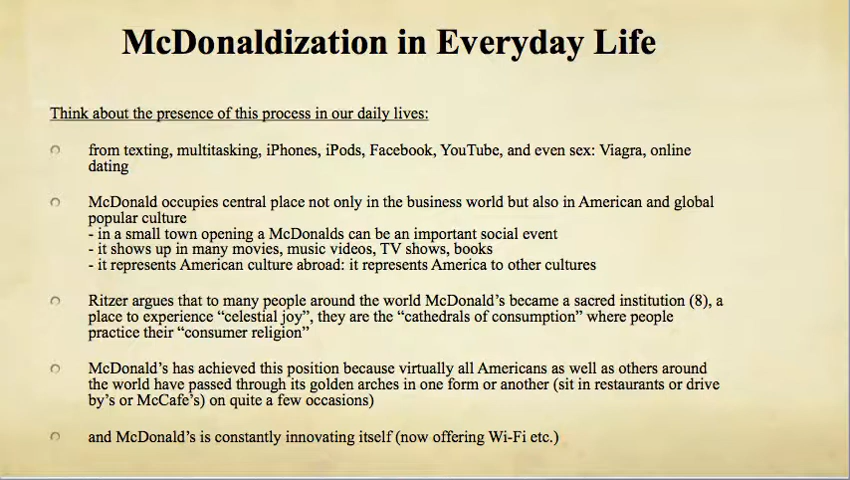 McDonaldization in Everyday Life
Think about the presence of this process in our daily lives:
from texting, multitasking, iPhones, iPods, Facebook, YouTube, and even sex: Viagra, online
dating
McDonald occupies central place not only in the business world but also in American and global
popular culture
- in a small town opening a McDonalds can be an important social event
- it shows up in many movies, music videos, TV shows, books
- it represents American culture abroad: it represents America to other cultures
Ritzer argues that to many people around the world McDonald’s became a sacred institution (8), a
place to experience “celestial joy”, they are the “cathedrals of consumption” where people
practice their “consumer religion”
McDonald’s has achieved this position because virtually all Americans as well as others around
the world have passed through its golden arches in one form or another (sit in restaurants or drive
by’s or McCafe’s) on quite a few occasions)
and McDonald’s is constantly innovating itself (now offering Wi-Fi etc.)